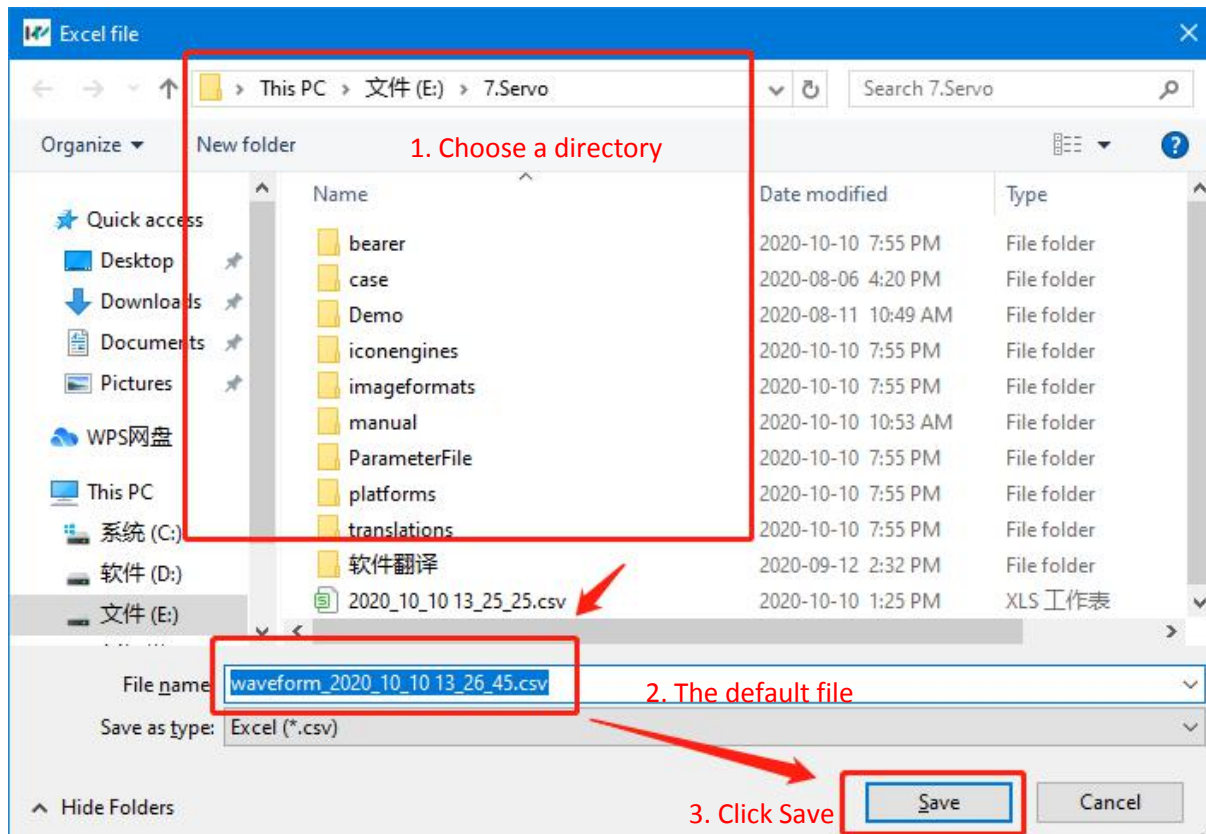 Excel file
This PC > 文件 (E:) > 7.Servo
Search 7.Servo
Organize
New folder
1. Choose a directory
Name Date modified Type
Quick access
Desktop
Downloads
Documents
Pictures
WPS网盘
This PC
系统 (C:)
软件 (D:)
文件 (E:)
bearer 2020-10-10 7:55 PM File folder
case 2020-08-06 4:20 PM File folder
Demo 2020-08-11 10:49 AM File folder
iconengines 2020-10-10 7:55 PM File folder
imageformats 2020-10-10 7:55 PM File folder
manual 2020-10-10 10:53 AM File folder
ParameterFile 2020-10-10 7:55 PM File folder
platforms 2020-10-10 7:55 PM File folder
translations 2020-10-10 7:55 PM File folder
软件翻译 2020-09-12 2:32 PM File folder
2020_10_10 13_25_25.csv 2020-10-10 1:25 PM XLS 工作表
File name waveform_2020_10_10 13_26_45.csv
2. The default file
Save as type: Excel (*.csv)
Hide Folders
3. Click Save
Save
Cancel